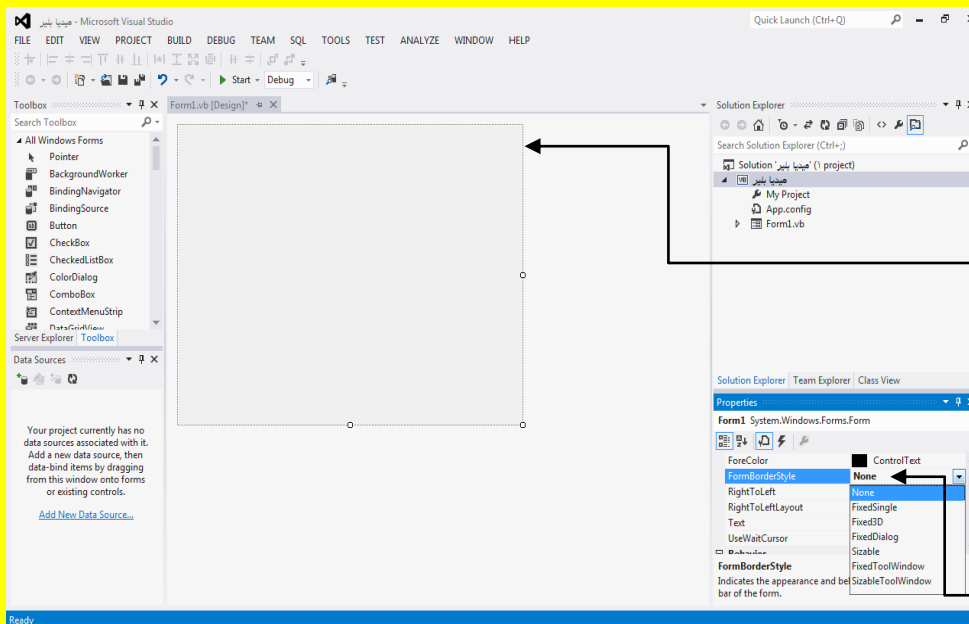 ميديا بلير - Microsoft Visual Studio
Quick Launch (Ctrl+Q)
FILE EDIT VIEW PROJECT BUILD DEBUG TEAM SQL TOOLS TEST ANALYZE WINDOW HELP
Start Debug
Toolbox
Search Toolbox
All Windows Forms
Pointer
BackgroundWorker
BindingNavigator
BindingSource
Button
CheckBox
CheckedListBox
ColorDialog
ComboBox
ContextMenuStrip
DataGridView
Server Explorer Toolbox
Data Sources
Your project currently has no
data sources associated with it.
Add a new data source, then
data-bind items by dragging
from this window onto forms
or existing controls.
Add New Data Source...
Form1.vb [Design]*
Solution Explorer
Search Solution Explorer (Ctrl+;)
Solution 'ميديا بلير' (١ project)
ميديا بلير
My Project
App.config
Form1.vb
Solution Explorer Team Explorer Class View
Properties
Form1 System.Windows.Forms.Form
ForeColor ControlText
FormBorderStyle None
RightToLeft
RightToLeftLayout
Text
UseWaitCursor
Behavior
None
FixedSingle
Fixed3D
FixedDialog
Sizable
FixedToolWindow
SizableToolWindow
FormBorderStyle
Indicates the appearance and be
bar of the form.
Ready